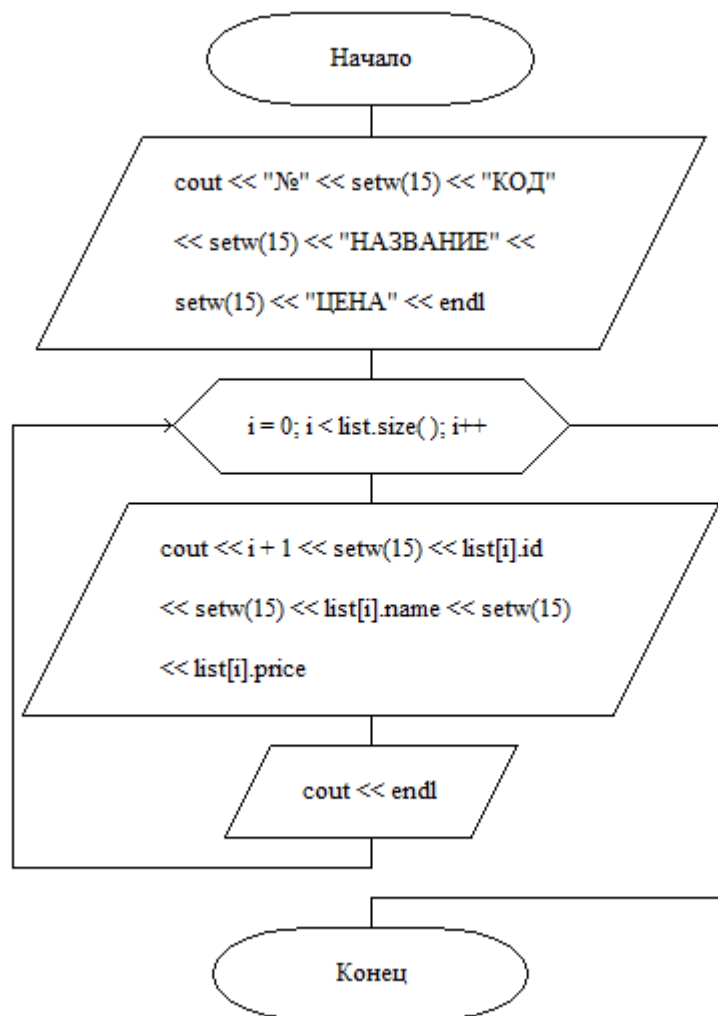 Начало
cout << "№" << setw(15) << "КОД"
<< setw(15) << "НАЗВАНИЕ" <<
setw(15) << "ЦЕНА" << endl
i = 0; i < list.size( ); i++
cout << i + 1 << setw(15) << list[i].id
<< setw(15) << list[i].name << setw(15)
<< list[i].price
cout << endl
Конец